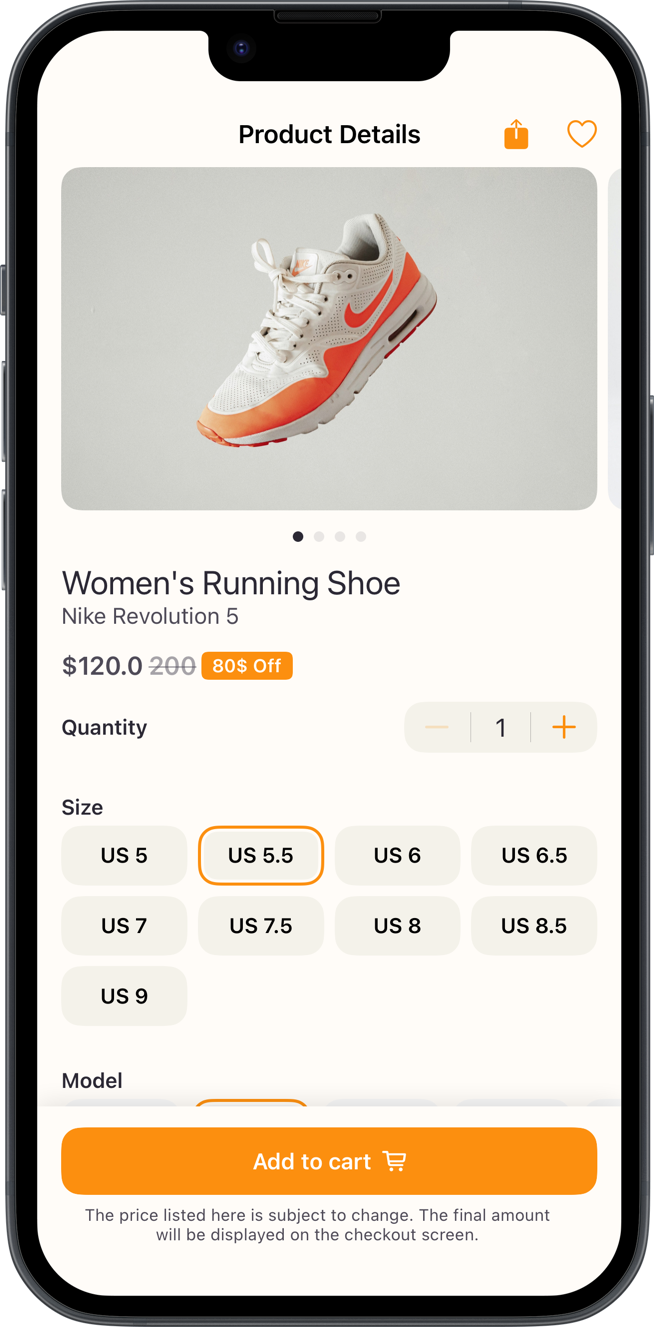 Product Details
Women's Running Shoe
Nike Revolution 5
$120.0 200 80$ Off
Quantity 1
Size
US 5 US 5.5 US 6 US 6.5
US 7 US 7.5 US 8 US 8.5
US 9
Model
Add to cart
The price listed here is subject to change. The final amount
will be displayed on the checkout screen.